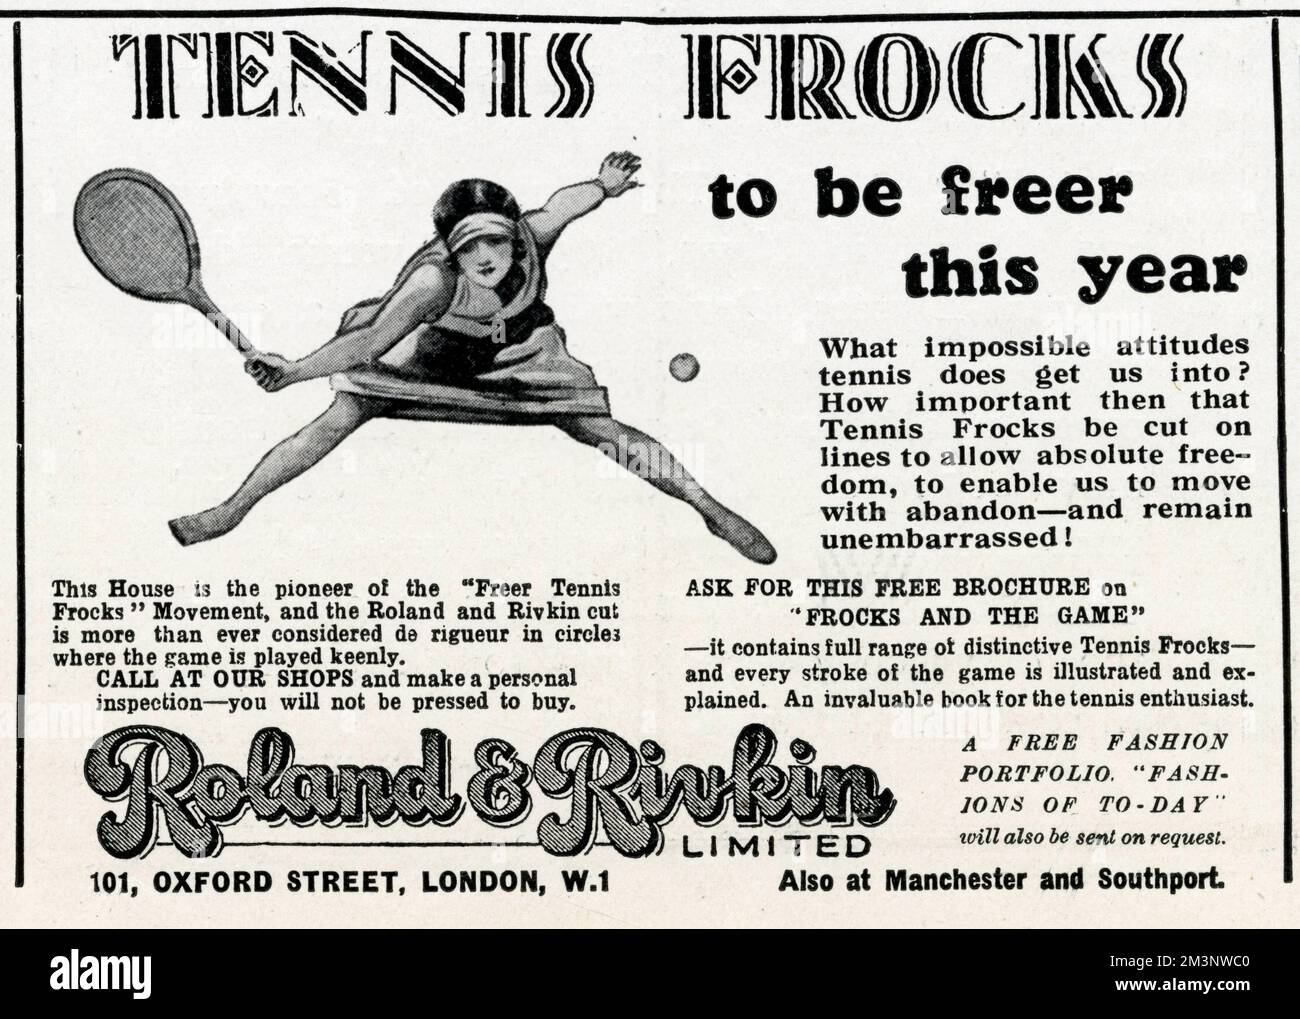 TENNIS FROCKS
to be freer
this year
What impossible attitudes
tennis does get us into?
How important then that
Tennis Frocks be cut on
lines to allow absolute free-
dom, to enable us to move
with abandon—and remain
unembarrassed!
This House is the pioneer of the "Freer Tennis
Frocks" Movement, and the Roland and Rivkin cut
is more than ever considered de rigueur in circles
where the game is played keenly.
CALL AT OUR SHOPS and make a personal
inspection—you will not be pressed to buy.
ASK FOR THIS FREE BROCHURE on
"FROCKS AND THE GAME"
—it contains full range of distinctive Tennis Frocks—
and every stroke of the game is illustrated and ex-
plained. An invaluable book for the tennis enthusiast.
Roland & Rivkin
LIMITED
A FREE FASHION
PORTFOLIO, "FASH-
IONS OF TO-DAY"
will also be sent on request.
101, OXFORD STREET, LONDON, W.1
Also at Manchester and Southport.
alamy
Image ID: 2M3NWC0
www.alamy.com